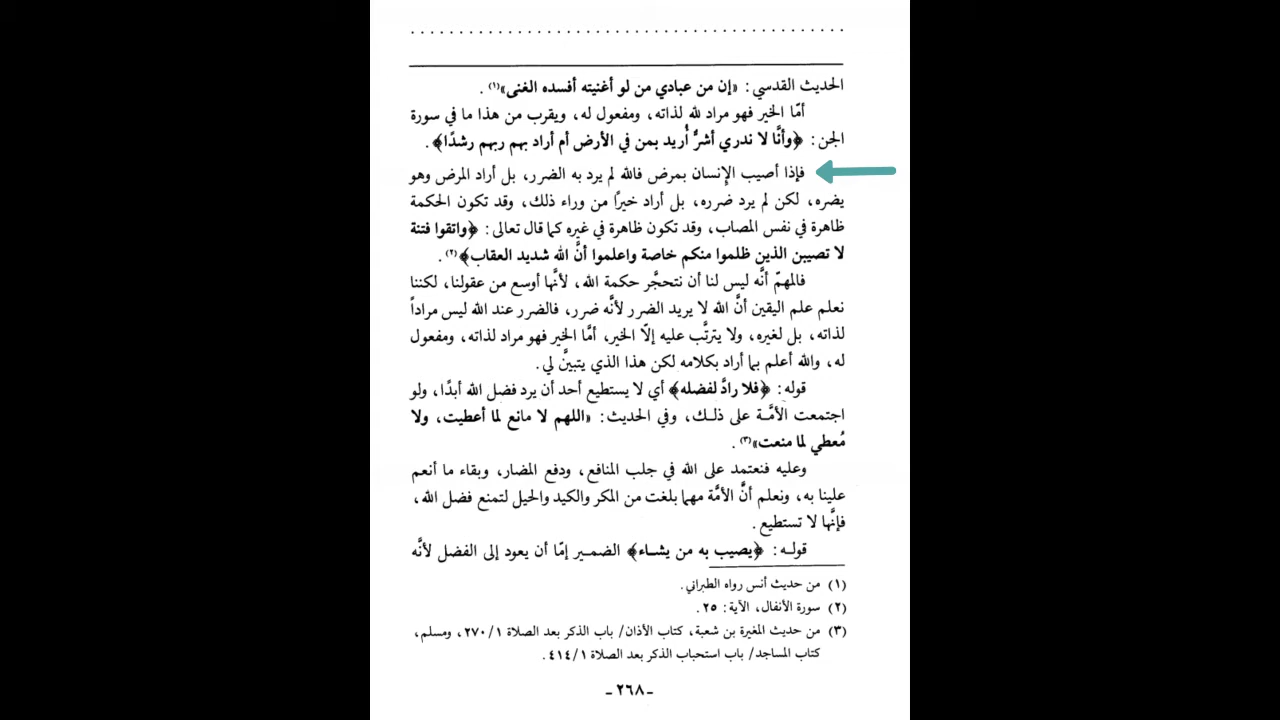 الحديث القدسي: «إن من عبادي من لو أغنيته أفسده الغنى»(١).
أمّا الخير فهو مراد لله لذاته، ومفعول له، ويقرب من هذا ما في سورة
الجن: ﴿وأنَّا لا ندري أشرٌّ أُريد بمن في الأرض أم أراد بهم ربهم رشدًا﴾.
فإذا أصيب الإنسان بمرض فالله لم يرد به الضرر، بل أراد المرض وهو
يضره، لكن لم يرد ضرره، بل أراد خيرًا من وراء ذلك، وقد تكون الحكمة
ظاهرة في نفس المصاب، وقد تكون ظاهرة في غيره كما قال تعالى: ﴿واتقوا فتنة
لا تصيبن الذين ظلموا منكم خاصة واعلموا أنَّ الله شديد العقاب﴾(٢).
فالمهمّ أنَّه ليس لنا أن نتحجَّر حكمة الله، لأنَّها أوسع من عقولنا، لكننا
نعلم علم اليقين أنَّ الله لا يريد الضرر لأنَّه ضرر، فالضرر عند الله ليس مراداً
لذاته، بل لغيره، ولا يترتَّب عليه إلّا الخير، أمَّا الخير فهو مراد لذاته، ومفعول
له، والله أعلم بما أراد بكلامه لكن هذا الذي يتبيَّن لي.
قوله: ﴿فلا رادَّ لفضله﴾ أي لا يستطيع أحد أن يرد فضل الله أبدًا، ولو
اجتمعت الأمَّة على ذلك، وفي الحديث: «اللهم لا مانع لما أعطيت، ولا
مُعطي لما منعت»(٣).
وعليه فنعتمد على الله في جلب المنافع، ودفع المضار، وبقاء ما أنعم
علينا به، ونعلم أنَّ الأمَّة مهما بلغت من المكر والكيد والحيل لتمنع فضل الله،
فإنَّها لا تستطيع.
قوله: ﴿يصيب به من يشاء﴾ الضمير إمّا أن يعود إلى الفضل لأنَّه
(١) من حديث أنس رواه الطبراني.
(٢) سورة الأنفال، الآية: ٢٥.
(٣) من حديث المغيرة بن شعبة، كتاب الأذان/ باب الذكر بعد الصلاة ٢٧٠/١، ومسلم،
كتاب المساجد/ باب استحباب الذكر بعد الصلاة ٤١٤/١.
-٢٦٨-